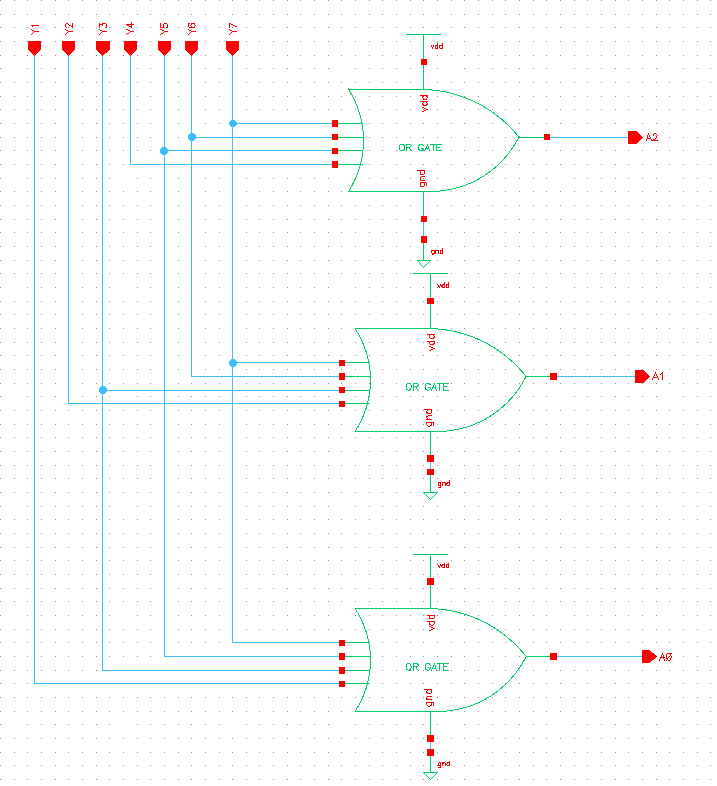 Y1 Y2 Y3 Y4 Y5 Y6 Y7
vdd
vdd
OR GATE
A2
gnd
gnd
vdd
vdd
OR GATE
A1
gnd
gnd
vdd
vdd
OR GATE
AØ
gnd
gnd